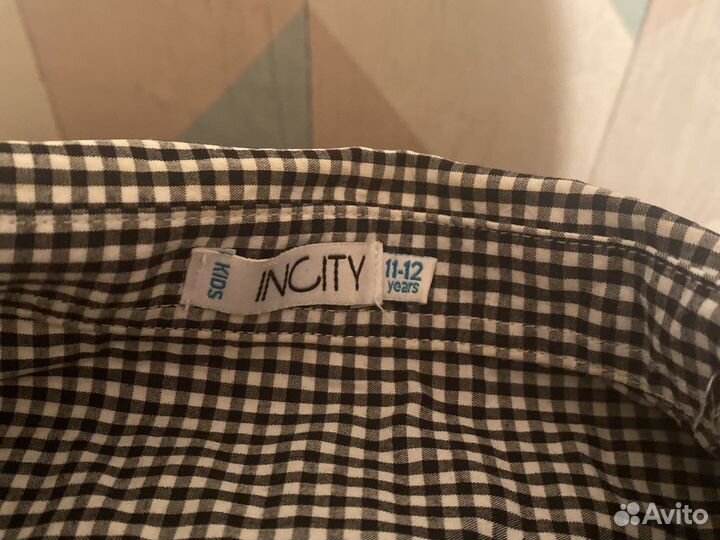 KIDS
INCITY
11-12
years
Avito